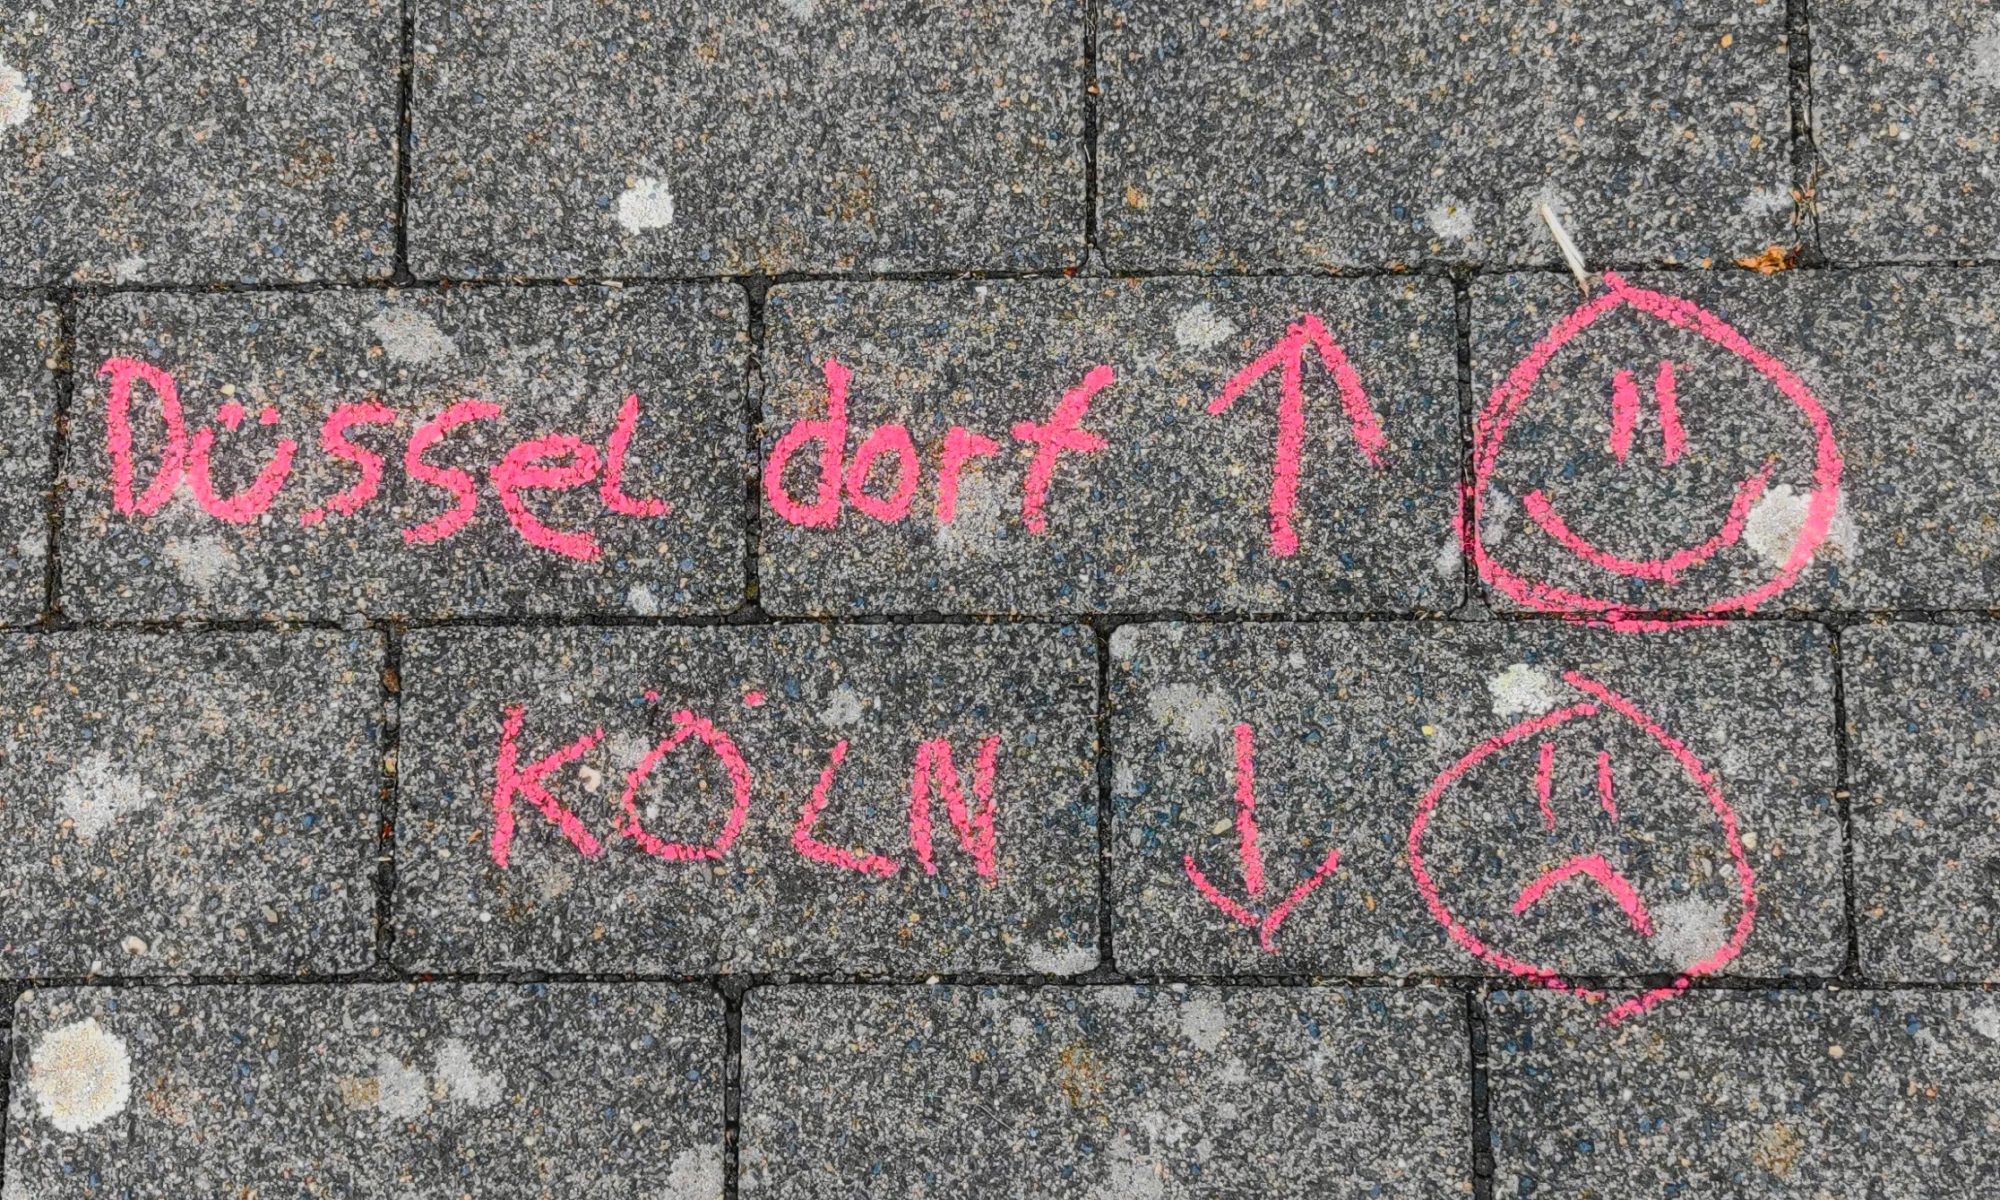 Düssel dorf ↑
KÖLN ↓